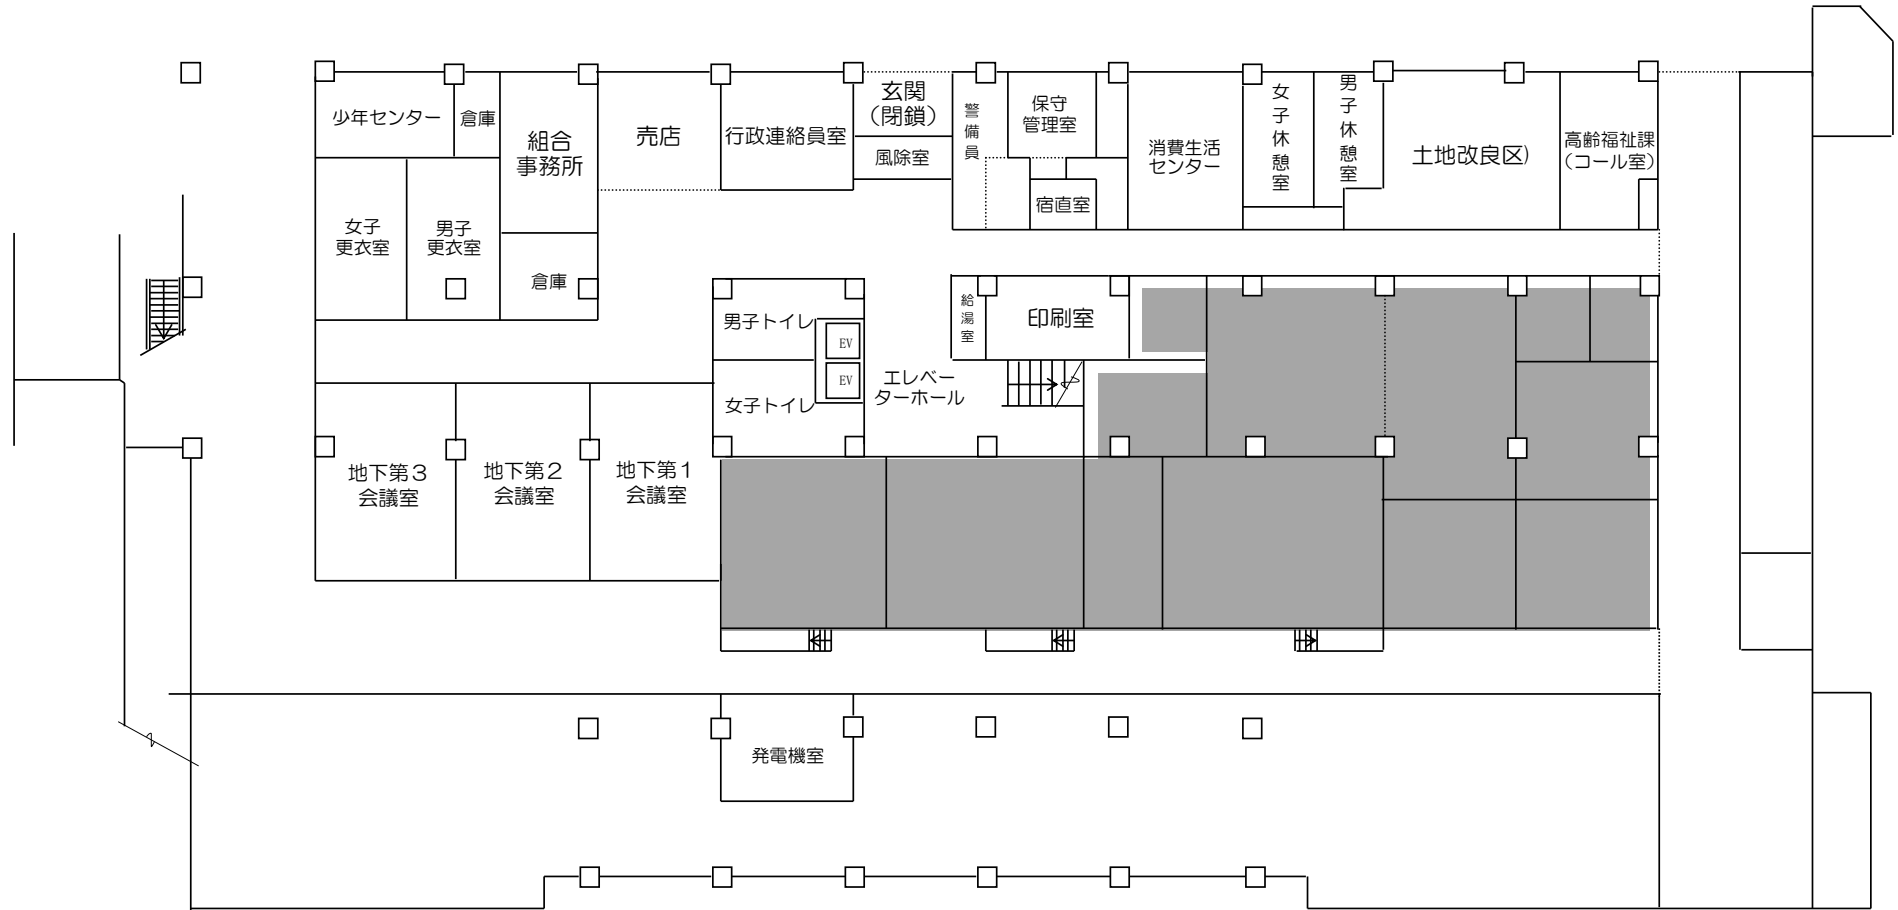 少年センター
倉庫
組合
事務所
売店
行政連絡員室
玄関
（閉鎖）
風除室
警備員
保守
管理室
宿直室
消費生活
センター
女子休憩室
男子休憩室
土地改良区)
高齢福祉課
（コール室）
女子
更衣室
男子
更衣室
倉庫
男子トイレ
EV
EV
女子トイレ
エレベー
ターホール
給湯室
印刷室
地下第３
会議室
地下第２
会議室
地下第１
会議室
発電機室